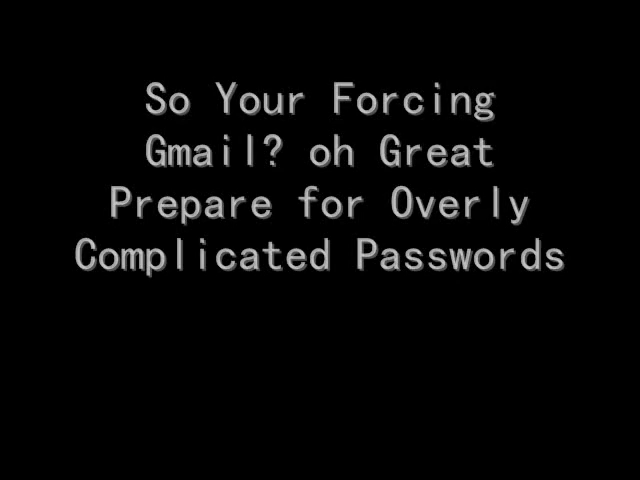 So Your Forcing
Gmail? oh Great
Prepare for Overly
Complicated Passwords